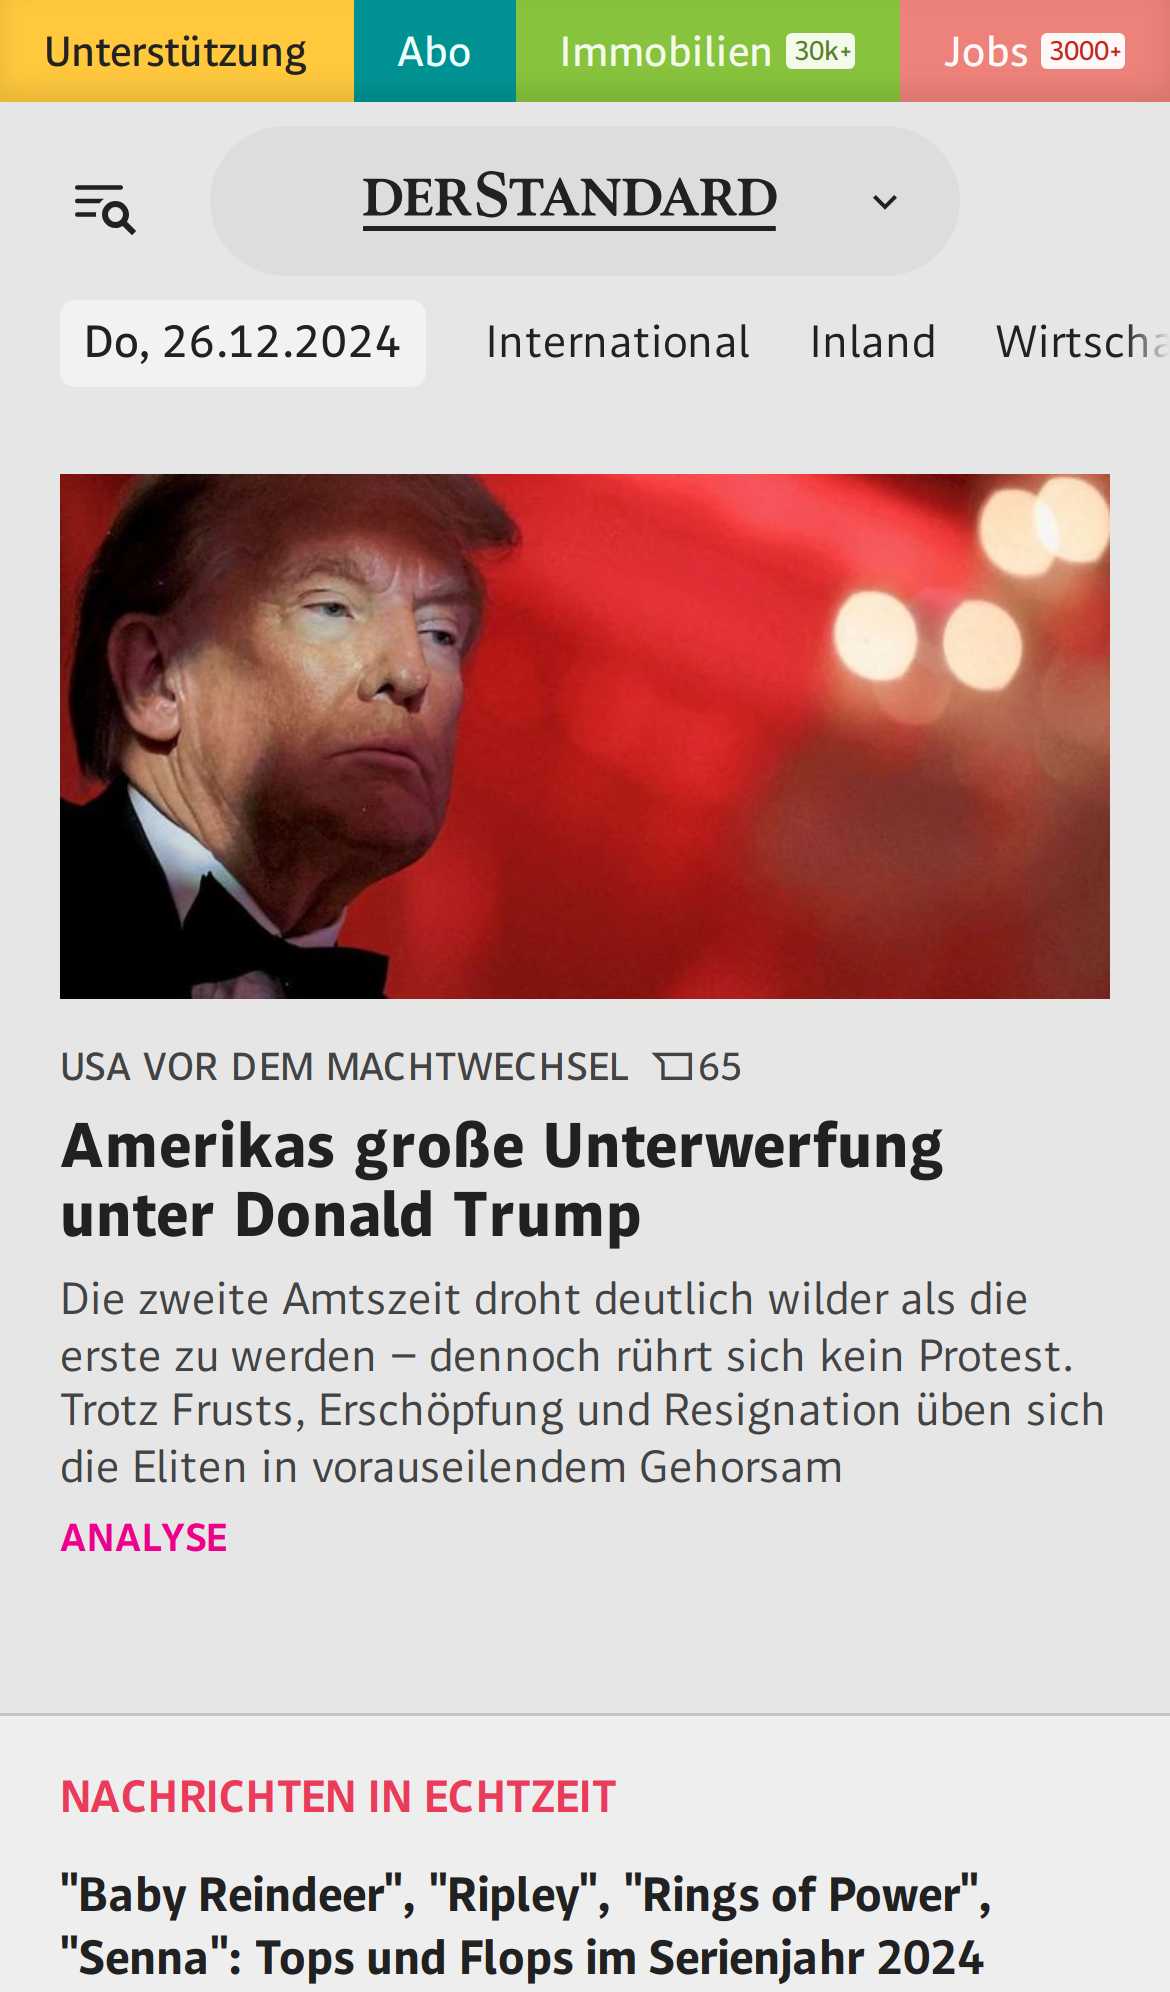 Unterstützung
Abo
Immobilien 30k+
Jobs 3000+
DERSTANDARD
Do, 26.12.2024
International
Inland
Wirtscha
USA VOR DEM MACHTWECHSEL 65
Amerikas große Unterwerfung
unter Donald Trump
Die zweite Amtszeit droht deutlich wilder als die
erste zu werden – dennoch rührt sich kein Protest.
Trotz Frusts, Erschöpfung und Resignation üben sich
die Eliten in vorauseilendem Gehorsam
ANALYSE
NACHRICHTEN IN ECHTZEIT
"Baby Reindeer", "Ripley", "Rings of Power",
"Senna": Tops und Flops im Serienjahr 2024